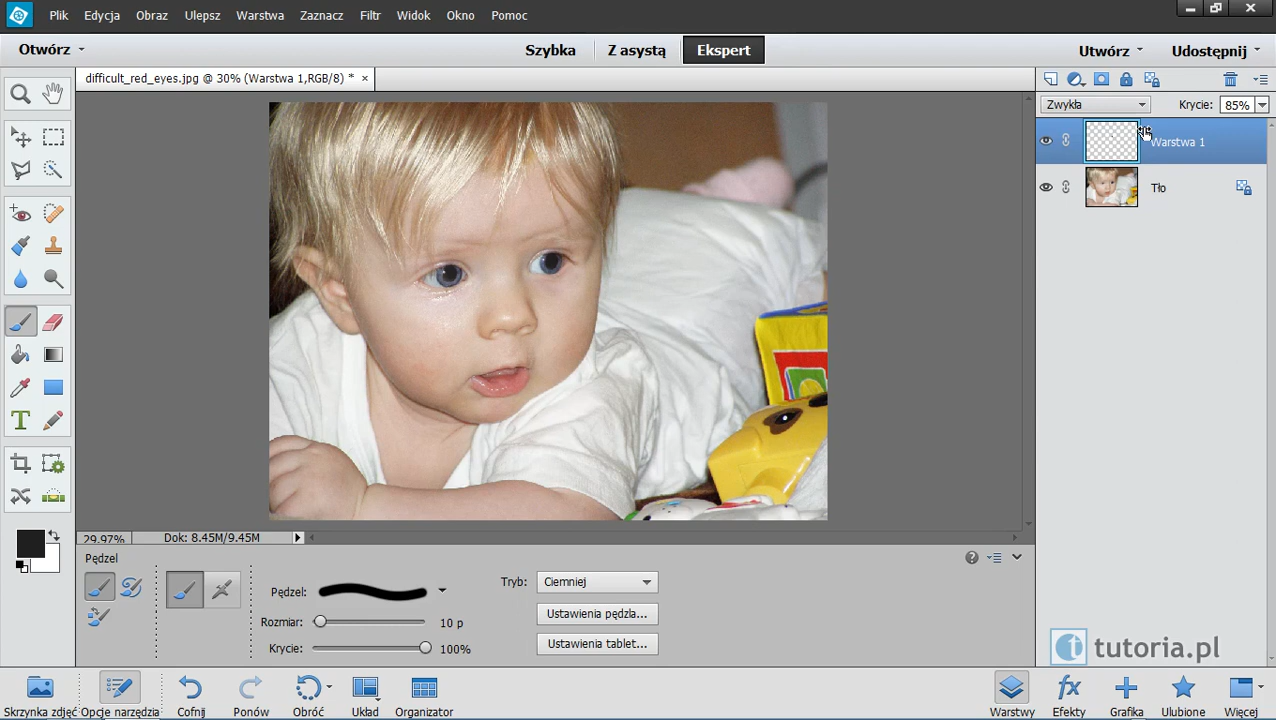 Plik Edycja Obraz Ulepsz Warstwa Zaznacz Filtr Widok Okno Pomoc
Otwórz Szybka Z asystą Ekspert Utwórz Udostępnij
difficult_red_eyes.jpg @ 30% (Warstwa 1,RGB/8) * ×
Zwykła Krycie: 85%
Warstwa 1
Tło
29.97% Dok: 8.45M/9.45M
Pędzel
Pędzel:
Rozmiar: 10 p
Krycie: 100%
Tryb: Ciemniej
Ustawienia pędzla...
Ustawienia tablet...
tutoria.pl
Skrzynka zdjęć Opcje narzędzia Cofnij Ponów Obróć Układ Organizator Warstwy Efekty Grafika Ulubione Więcej